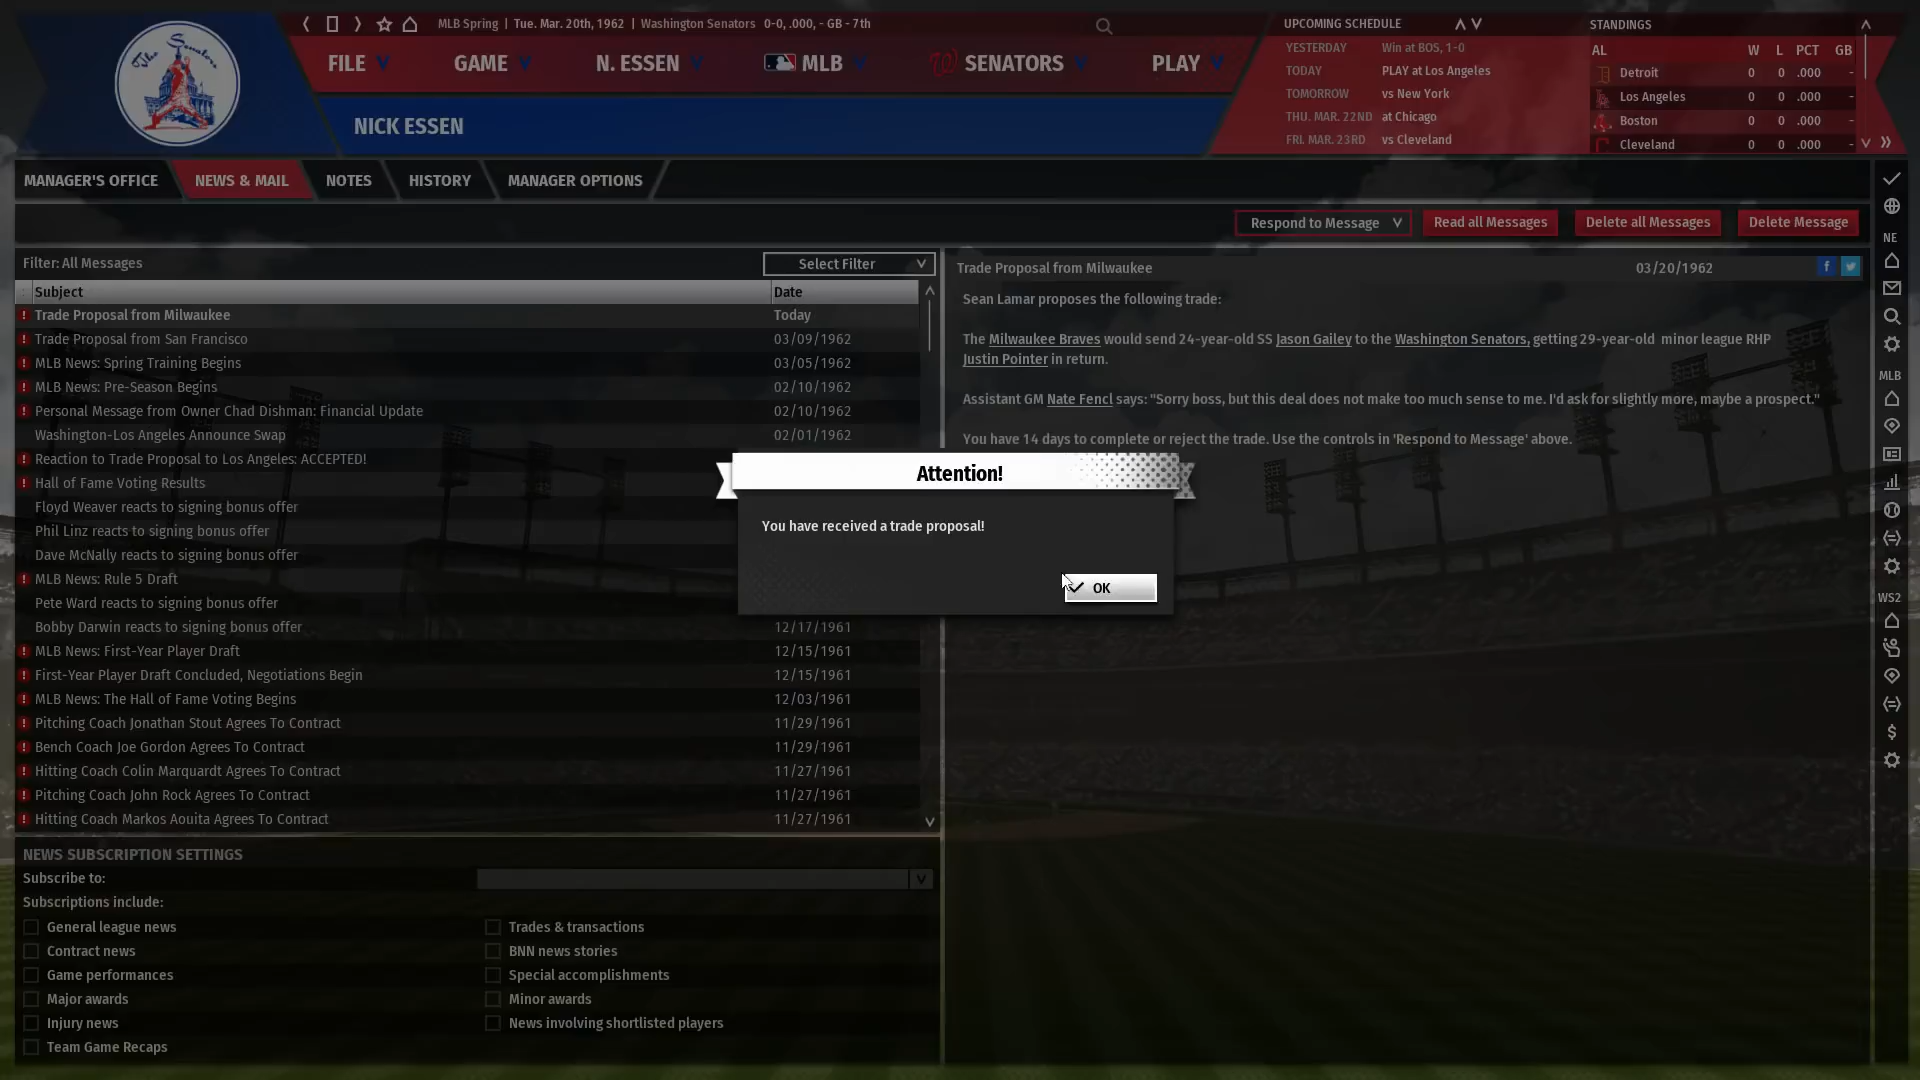 MLB Spring | Tue. Mar. 20th, 1962 | Washington Senators 0-0, .000, - GB - 7th
The Senators
FILE GAME N. ESSEN MLB SENATORS PLAY
NICK ESSEN
UPCOMING SCHEDULE
YESTERDAY Win at BOS, 1-0
TODAY PLAY at Los Angeles
TOMORROW vs New York
THU. MAR. 22ND at Chicago
FRI. MAR. 23RD vs Cleveland
STANDINGS
AL W L PCT GB
Detroit 0 0 .000 -
Los Angeles 0 0 .000 -
Boston 0 0 .000 -
Cleveland 0 0 .000 -
MANAGER'S OFFICE NEWS & MAIL NOTES HISTORY MANAGER OPTIONS
Respond to Message Read all Messages Delete all Messages Delete Message
Filter: All Messages Select Filter
Subject Date
Trade Proposal from Milwaukee Today
Trade Proposal from San Francisco 03/09/1962
MLB News: Spring Training Begins 03/05/1962
MLB News: Pre-Season Begins 02/10/1962
Personal Message from Owner Chad Dishman: Financial Update 02/10/1962
Washington-Los Angeles Announce Swap 02/01/1962
Reaction to Trade Proposal to Los Angeles: ACCEPTED!
Hall of Fame Voting Results
Floyd Weaver reacts to signing bonus offer
Phil Linz reacts to signing bonus offer
Dave McNally reacts to signing bonus offer
MLB News: Rule 5 Draft
Pete Ward reacts to signing bonus offer
Bobby Darwin reacts to signing bonus offer 12/17/1961
MLB News: First-Year Player Draft 12/15/1961
First-Year Player Draft Concluded, Negotiations Begin 12/15/1961
MLB News: The Hall of Fame Voting Begins 12/03/1961
Pitching Coach Jonathan Stout Agrees To Contract 11/29/1961
Bench Coach Joe Gordon Agrees To Contract 11/29/1961
Hitting Coach Colin Marquardt Agrees To Contract 11/27/1961
Pitching Coach John Rock Agrees To Contract 11/27/1961
Hitting Coach Markos Aouita Agrees To Contract 11/27/1961
Trade Proposal from Milwaukee 03/20/1962
Sean Lamar proposes the following trade:
The Milwaukee Braves would send 24-year-old SS Jason Gailey to the Washington Senators, getting 29-year-old minor league RHP
Justin Pointer in return.
Assistant GM Nate Fencl says: "Sorry boss, but this deal does not make too much sense to me. I'd ask for slightly more, maybe a prospect."
You have 14 days to complete or reject the trade. Use the controls in 'Respond to Message' above.
Attention!
You have received a trade proposal!
OK
NEWS SUBSCRIPTION SETTINGS
Subscribe to:
Subscriptions include:
General league news Trades & transactions
Contract news BNN news stories
Game performances Special accomplishments
Major awards Minor awards
Injury news News involving shortlisted players
Team Game Recaps
NE
MLB
WS2